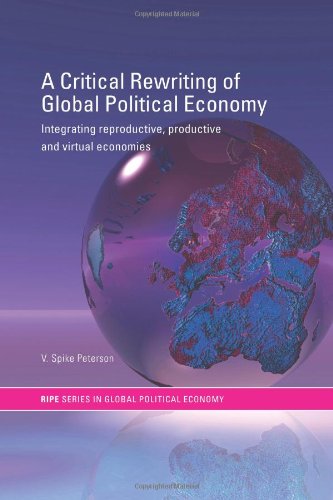 A Critical Rewriting of
Global Political Economy
Integrating reproductive, productive
and virtual economies
V. Spike Peterson
RIPE SERIES IN GLOBAL POLITICAL ECONOMY
Copyrighted Material